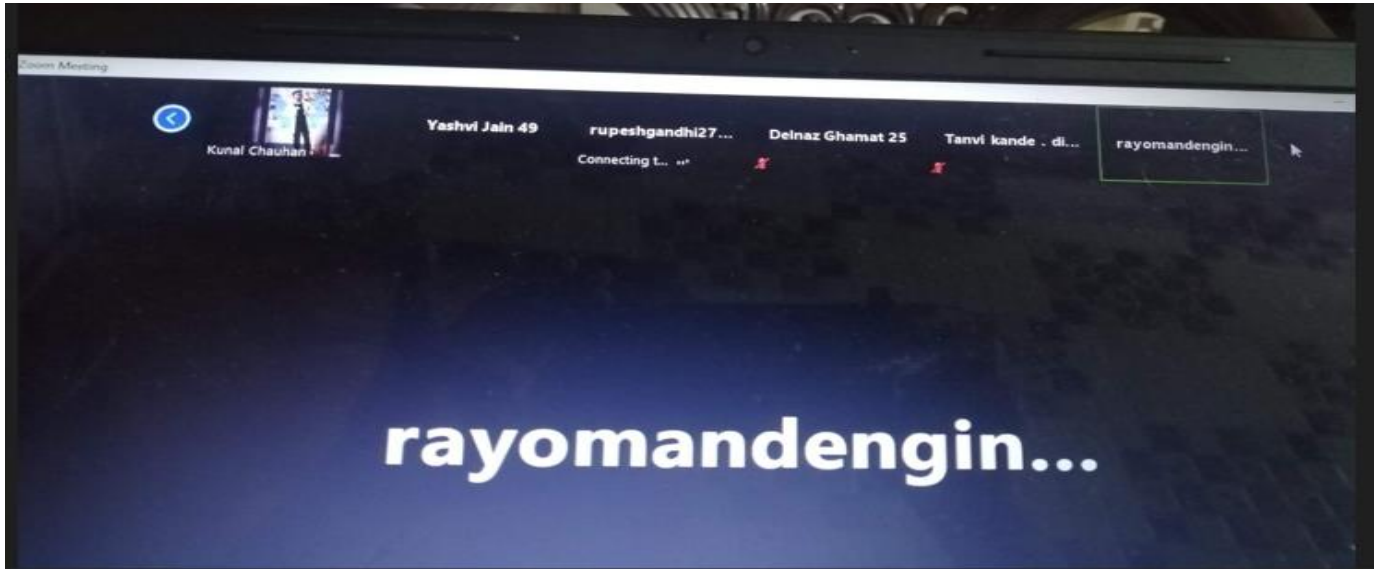 Zoom Meeting
Kunal Chauhan
Yashvi Jain 49
rupeshgandhi27...
Connecting t...
Delnaz Ghamat 25
Tanvi kande . di...
rayomandengin...
rayomandengin...